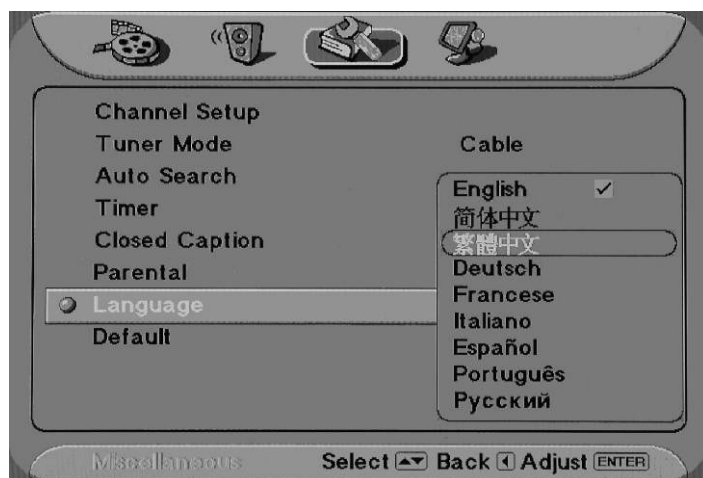 Channel Setup
Tuner Mode Cable
Auto Search
Timer
Closed Caption
Parental
Language
Default
English
简体中文
繁體中文
Deutsch
Francese
Italiano
Español
Português
Русский
Miscellaneous Select Back Adjust ENTER